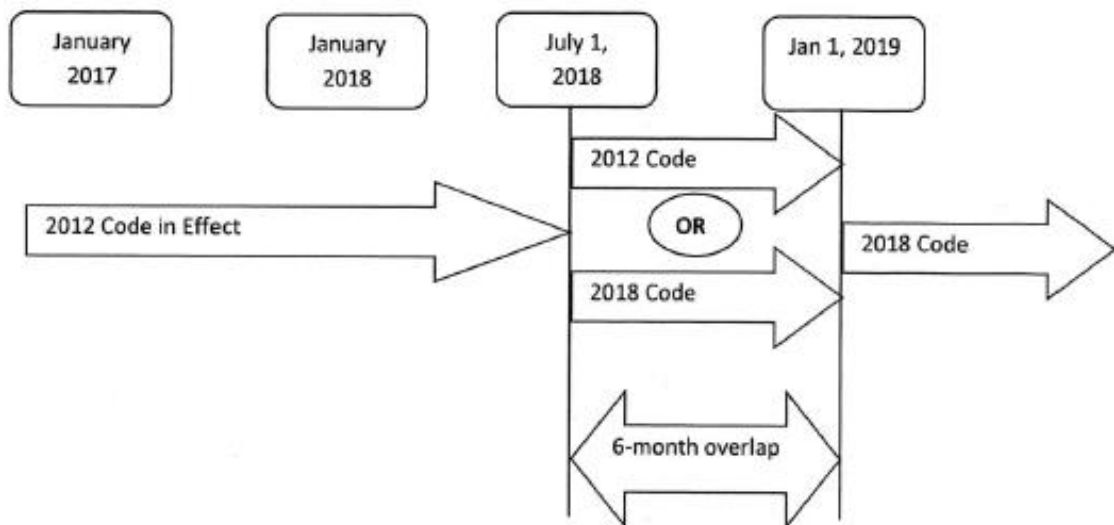 January
2017
January
2018
July 1,
2018
Jan 1, 2019
2012 Code
2012 Code in Effect
OR
2018 Code
2018 Code
6-month overlap